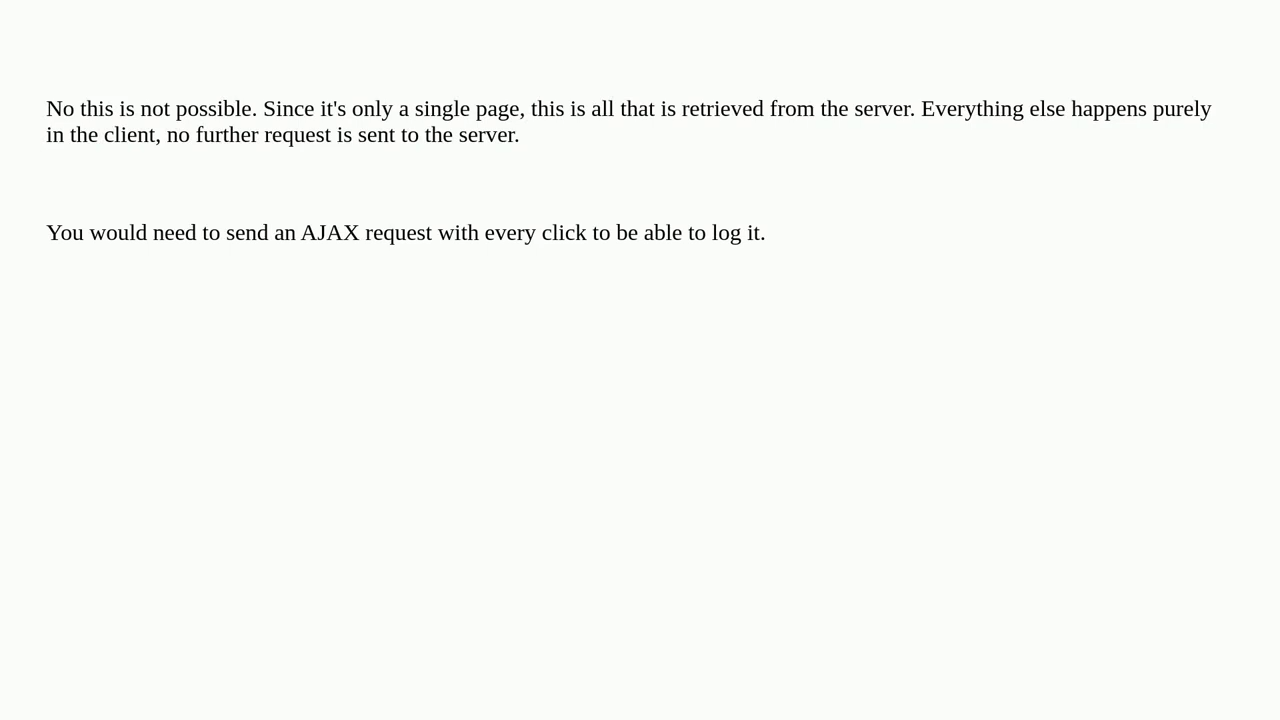 No this is not possible. Since it's only a single page, this is all that is retrieved from the server. Everything else happens purely
in the client, no further request is sent to the server.
You would need to send an AJAX request with every click to be able to log it.